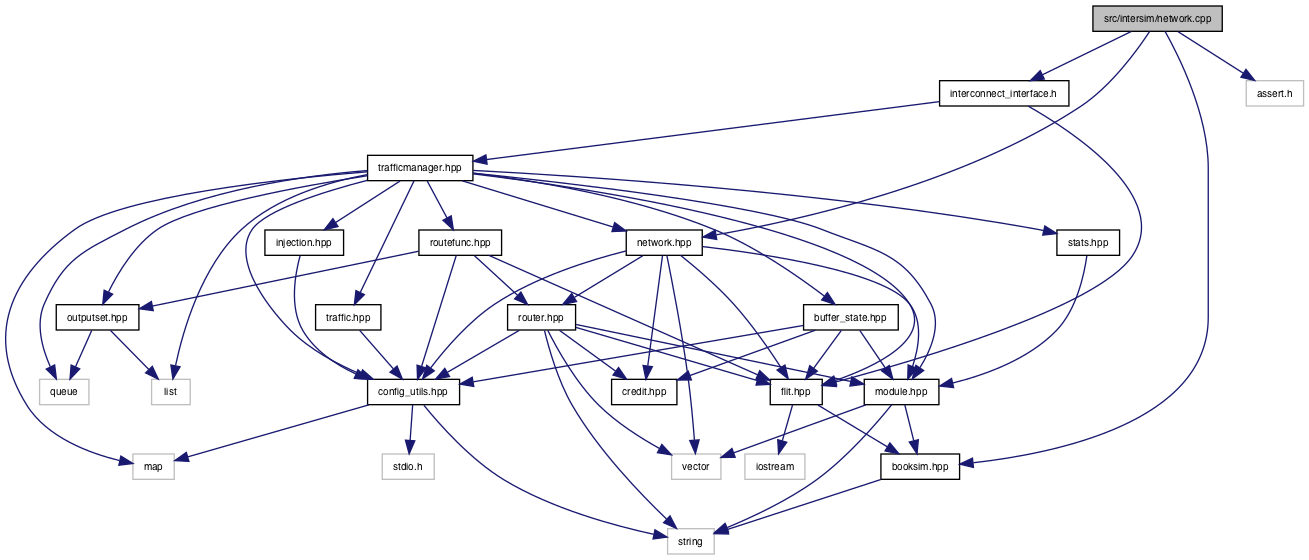 src/intersim/network.cpp
interconnect_interface.h
assert.h
trafficmanager.hpp
injection.hpp
routefunc.hpp
network.hpp
stats.hpp
outputset.hpp
traffic.hpp
router.hpp
buffer_state.hpp
queue
list
config_utils.hpp
credit.hpp
flit.hpp
module.hpp
map
stdio.h
vector
iostream
booksim.hpp
string